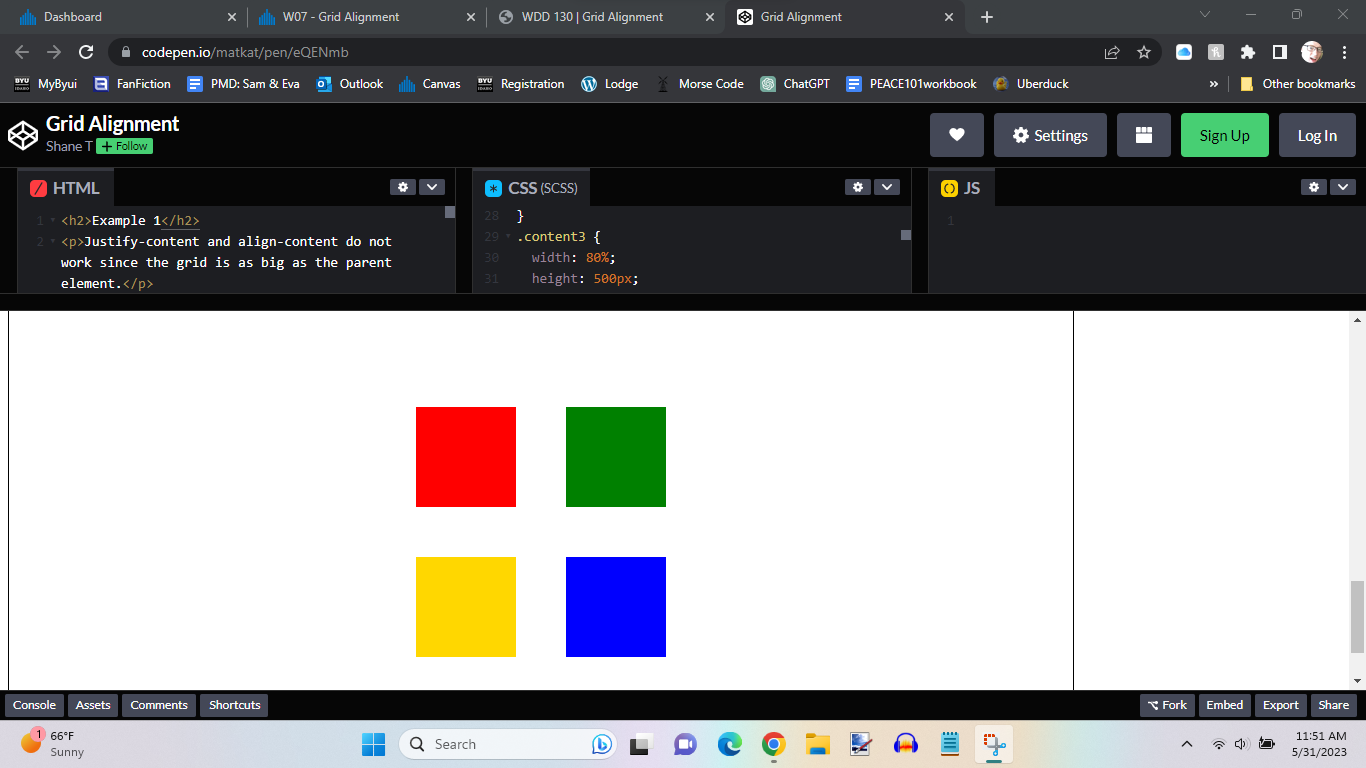 Dashboard
W07 - Grid Alignment
WDD 130 | Grid Alignment
Grid Alignment
codepen.io/matkat/pen/eQENmb
BYU
IDAHO
MyByui
FanFiction
PMD: Sam & Eva
Outlook
Canvas
BYU
IDAHO
Registration
Lodge
Morse Code
ChatGPT
PEACE101workbook
Uberduck
»
Other bookmarks
Grid Alignment
Shane T
+ Follow
Settings
Sign Up
Log In
HTML
CSS (SCSS)
JS
1 <h2>Example 1</h2>
2 <p>Justify-content and align-content do not
work since the grid is as big as the parent
element.</p>
28 }
29 .content3 {
30 width: 80%;
31 height: 500px;
1
Console
Assets
Comments
Shortcuts
Fork
Embed
Export
Share
1
66°F
Sunny
Search
11:51 AM
5/31/2023